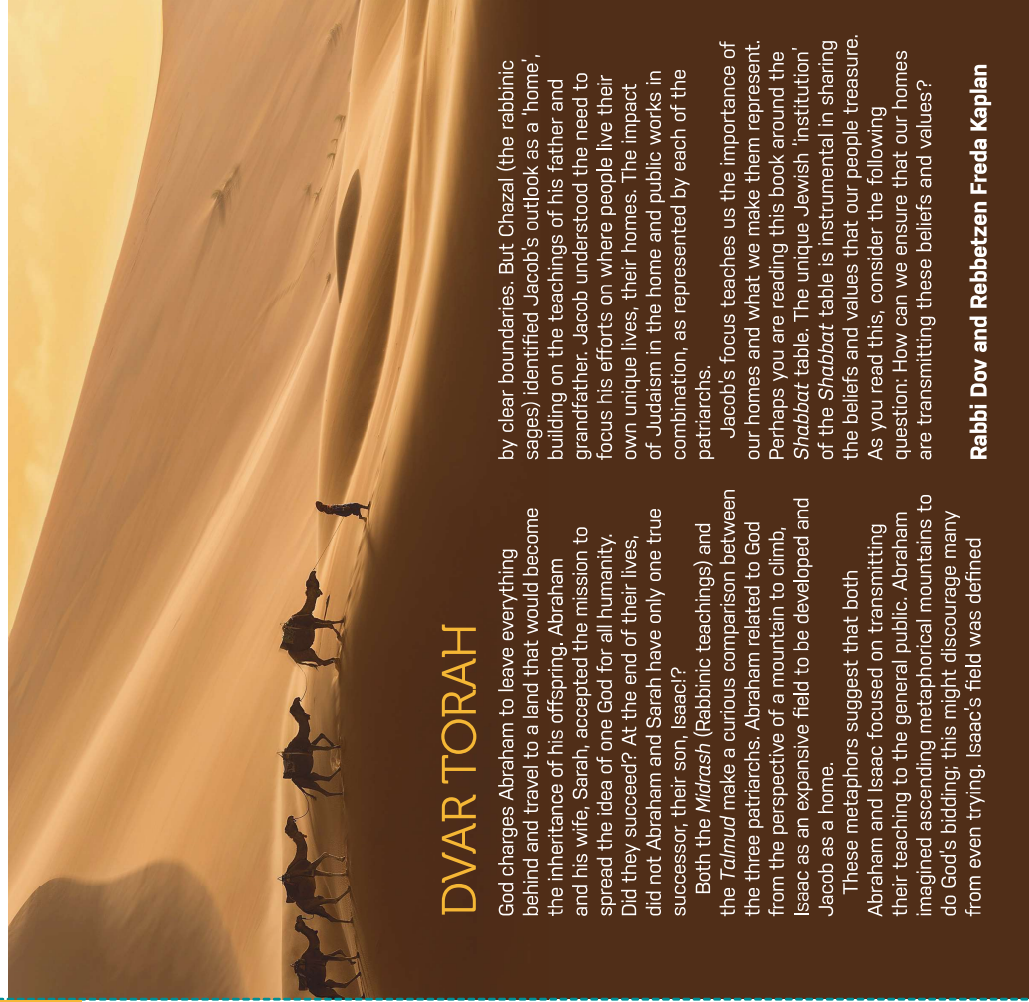 DVAR TORAH
God charges Abraham to leave everything
behind and travel to a land that would become
the inheritance of his offspring. Abraham
and his wife, Sarah, accepted the mission to
spread the idea of one God for all humanity.
Did they succeed? At the end of their lives,
did not Abraham and Sarah have only one true
successor, their son, Isaac!?
Both the Midrash (Rabbinic teachings) and
the Talmud make a curious comparison between
the three patriarchs. Abraham related to God
from the perspective of a mountain to climb,
Isaac as an expansive field to be developed and
Jacob as a home.
These metaphors suggest that both
Abraham and Isaac focused on transmitting
their teaching to the general public. Abraham
imagined ascending metaphorical mountains to
do God's bidding; this might discourage many
from even trying. Isaac's field was defined
by clear boundaries. But Chazal (the rabbinic
sages) identified Jacob's outlook as a 'home',
building on the teachings of his father and
grandfather. Jacob understood the need to
focus his efforts on where people live their
own unique lives, their homes. The impact
of Judaism in the home and public works in
combination, as represented by each of the
patriarchs.
Jacob's focus teaches us the importance of
our homes and what we make them represent.
Perhaps you are reading this book around the
Shabbat table. The unique Jewish 'institution'
of the Shabbat table is instrumental in sharing
the beliefs and values that our people treasure.
As you read this, consider the following
question: How can we ensure that our homes
are transmitting these beliefs and values?
Rabbi Dov and Rebbetzen Freda Kaplan